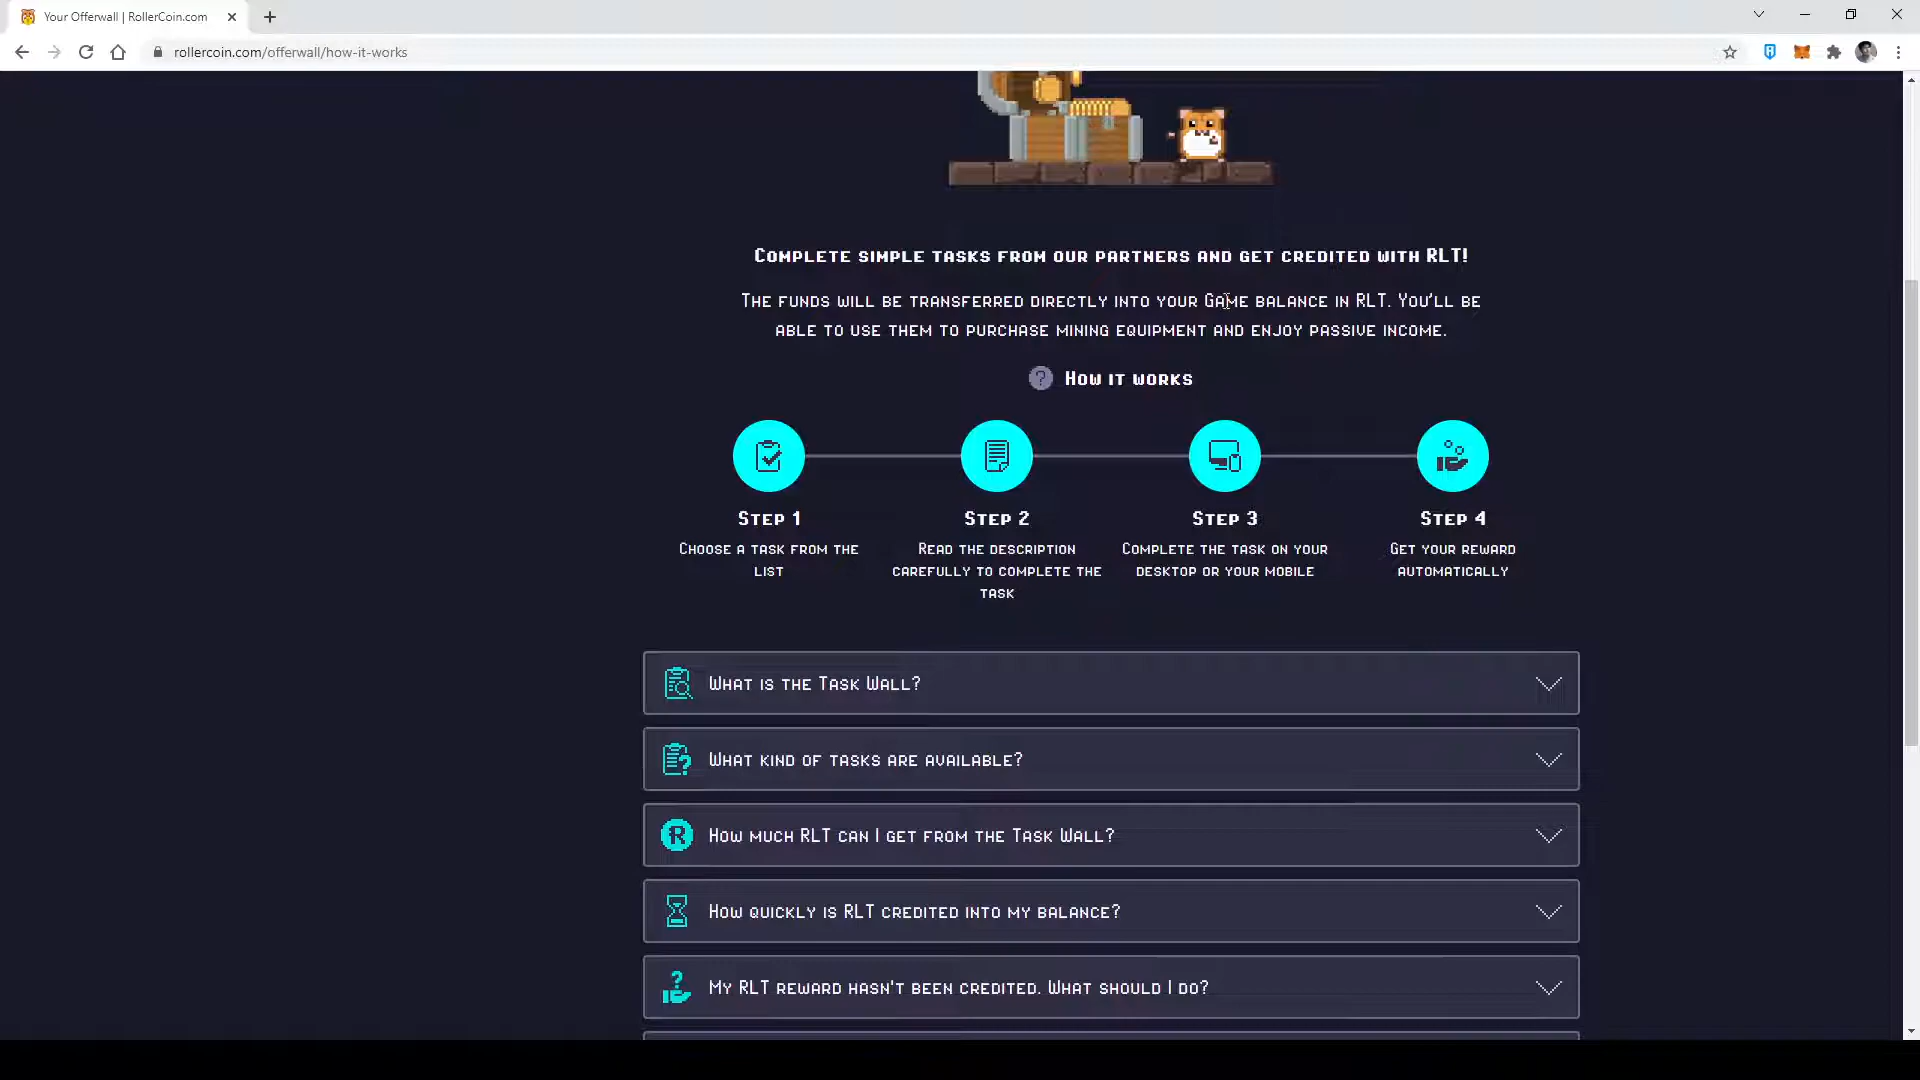 Your Offerwall | RollerCoin.com
rollercoin.com/offerwall/how-it-works
Complete simple tasks from our partners and get credited with RLT!
The funds will be transferred directly into your Game balance in RLT. You'll be
able to use them to purchase mining equipment and enjoy passive income.
? How it works
Step 1
Choose a task from the
list
Step 2
Read the description
carefully to complete the
task
Step 3
Complete the task on your
desktop or your mobile
Step 4
Get your reward
automatically
What is the Task Wall?
What kind of tasks are available?
How much RLT can I get from the Task Wall?
How quickly is RLT credited into my balance?
My RLT reward hasn't been credited. What should I do?